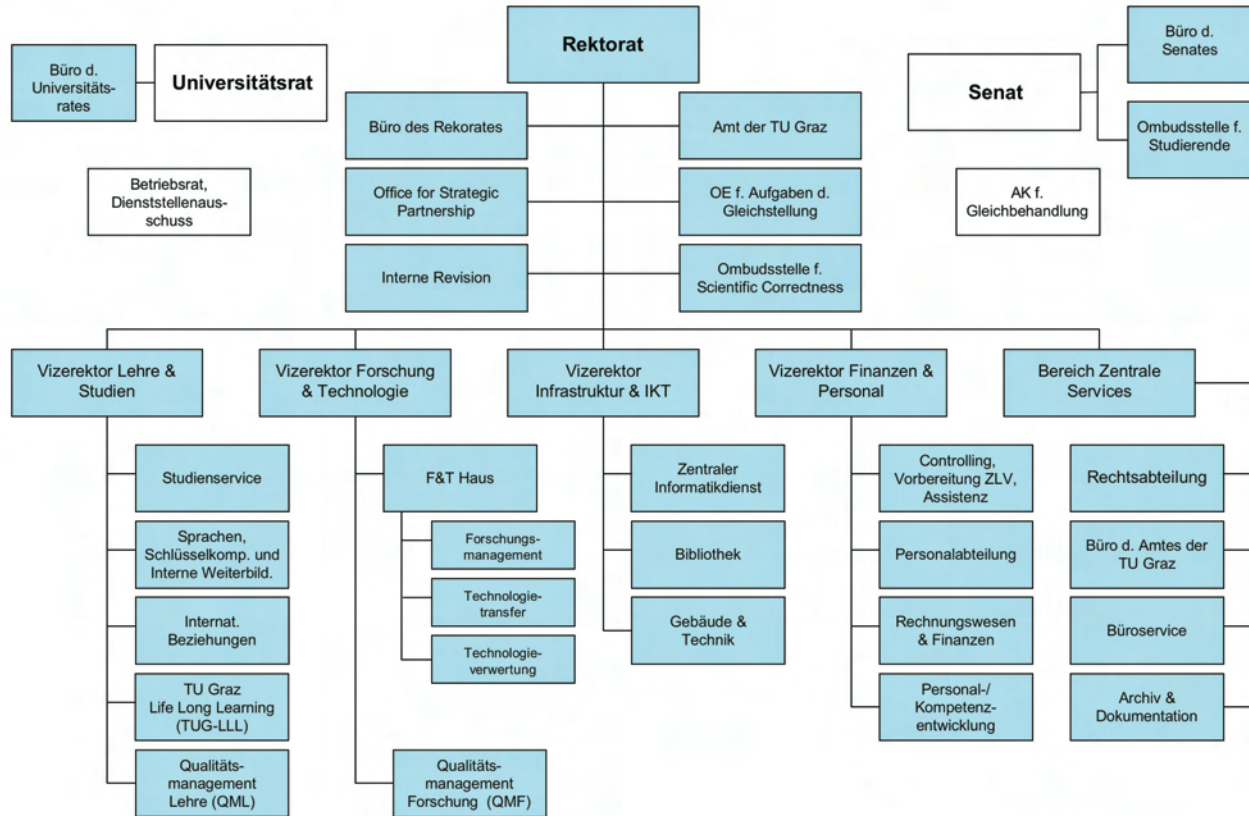 Rektorat
Büro d.
Universitäts-
rates
Universitätsrat
Senat
Büro d.
Senates
Ombudsstelle f.
Studierende
Büro des Rekorates
Amt der TU Graz
Betriebsrat,
Dienststellenaus-
schuss
Office for Strategic
Partnership
OE f. Aufgaben d.
Gleichstellung
AK f.
Gleichbehandlung
Interne Revision
Ombudsstelle f.
Scientific Correctness
Vizerektor Lehre &
Studien
Vizerektor Forschung
& Technologie
Vizerektor
Infrastruktur & IKT
Vizerektor Finanzen &
Personal
Bereich Zentrale
Services
Studienservice
Sprachen,
Schlüsselkomp. und
Interne Weiterbild.
Internat.
Beziehungen
TU Graz
Life Long Learning
(TUG-LLL)
Qualitäts-
management
Lehre (QML)
F&T Haus
Forschungs-
management
Technologie-
transfer
Technologie-
verwertung
Qualitäts-
management
Forschung (QMF)
Zentraler
Informatikdienst
Bibliothek
Gebäude &
Technik
Controlling,
Vorbereitung ZLV,
Assistenz
Personalabteilung
Rechnungswesen
& Finanzen
Personal-/
Kompetenz-
entwicklung
Rechtsabteilung
Büro d. Amtes der
TU Graz
Büroservice
Archiv &
Dokumentation